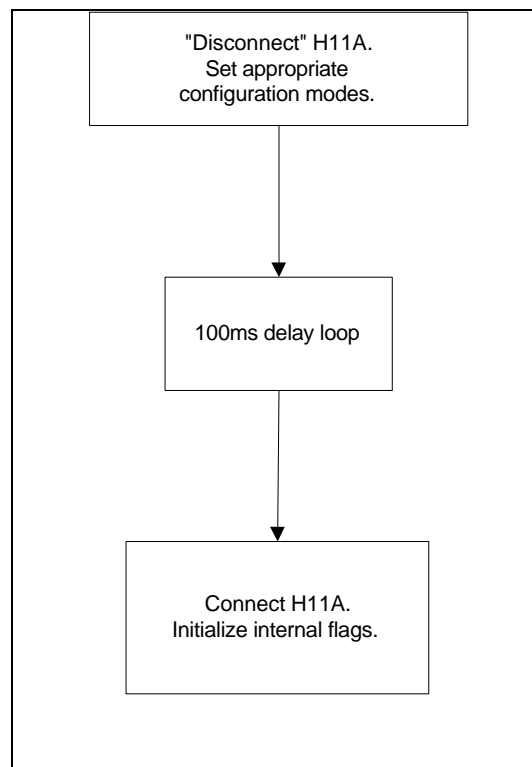 "Disconnect" H11A.
Set appropriate
configuration modes.
100ms delay loop
Connect H11A.
Initialize internal flags.